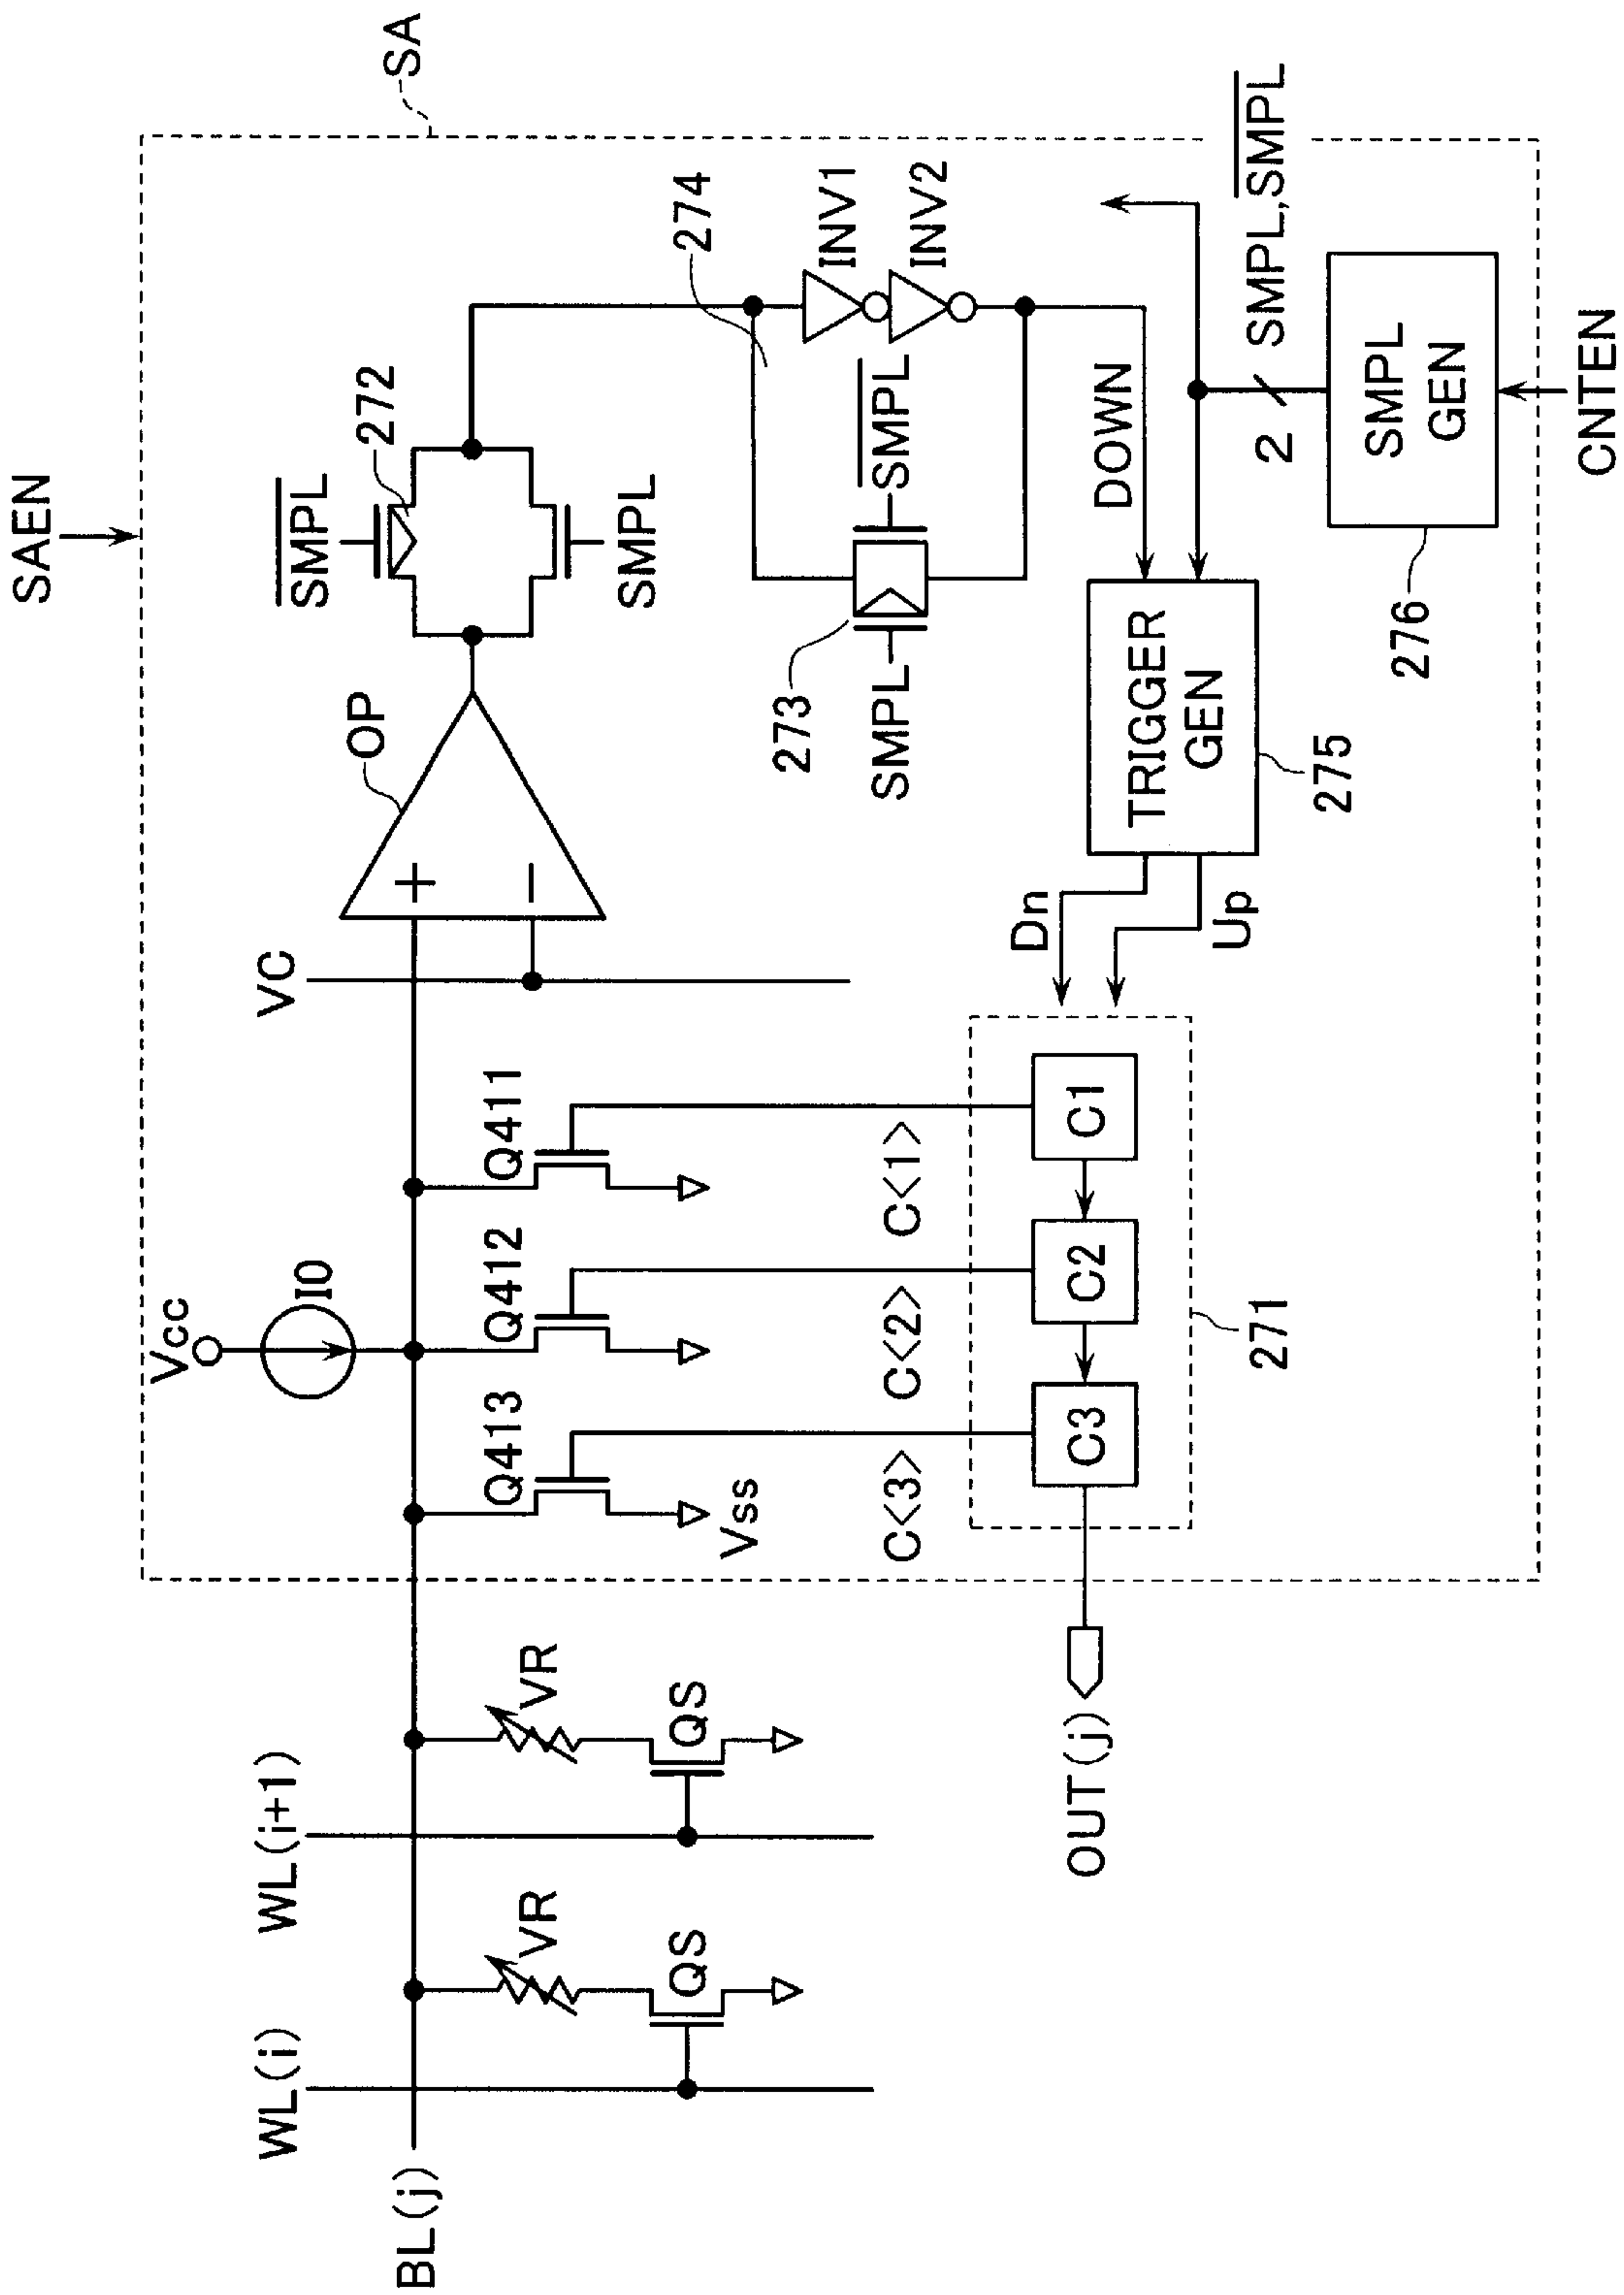 SAEN
SA
Vcc
I0
VC
OP
SMPL
272
SMPL
274
INV1
INV2
WL(i)
WL(i+1)
BL(j)
VR
VR
QS
QS
Q413
Q412
Q411
Vss
C<3>
C<2>
C<1>
273
SMPL
SMPL
DOWN
C3
C2
C1
271
OUT(j)
Dn
Up
TRIGGER
GEN
275
2
SMPL,SMPL
SMPL
GEN
276
CNTEN